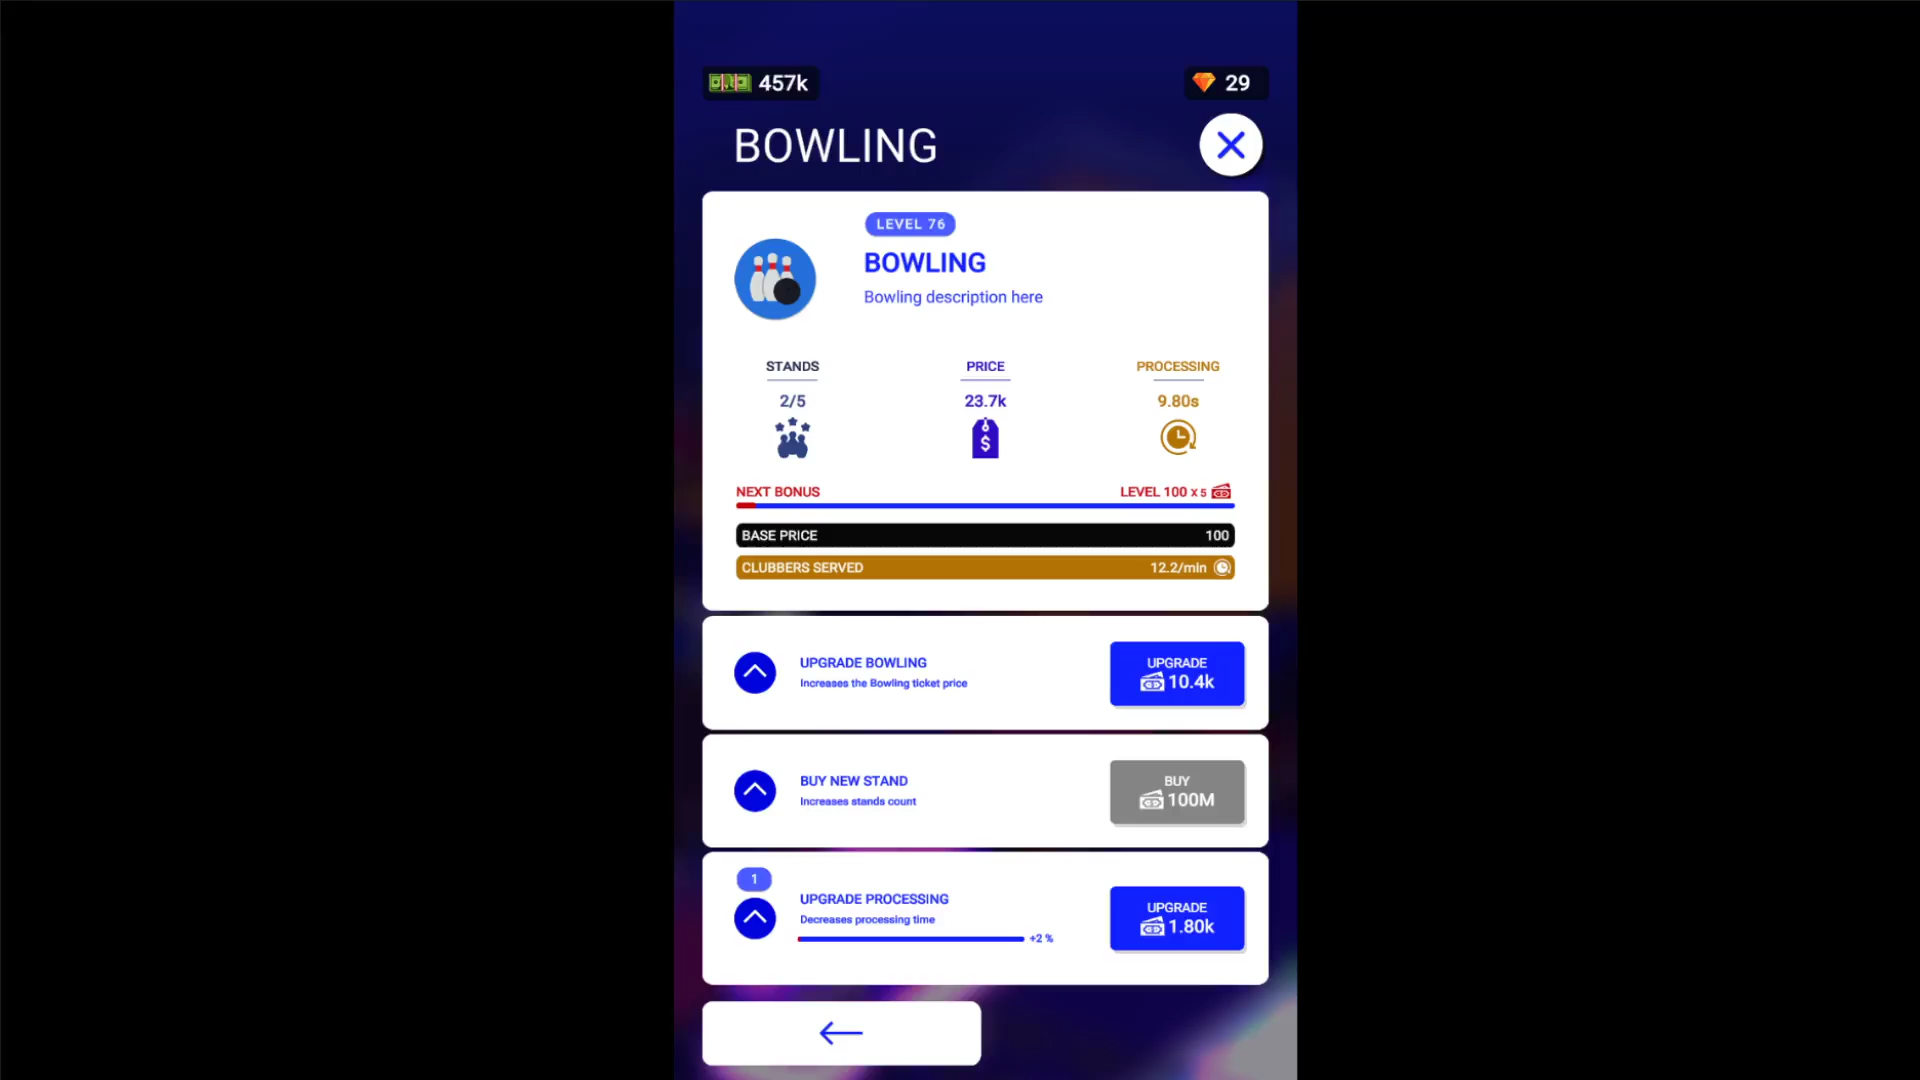 457k
29
BOWLING
LEVEL 76
BOWLING
Bowling description here
STANDS
PRICE
PROCESSING
2/5
23.7k
9.80s
$
NEXT BONUS
LEVEL 100 x 5
BASE PRICE
100
CLUBBERS SERVED
12.2/min
UPGRADE BOWLING
Increases the Bowling ticket price
UPGRADE
10.4k
BUY NEW STAND
Increases stands count
BUY
100M
1
UPGRADE PROCESSING
Decreases processing time
+2 %
UPGRADE
1.80k